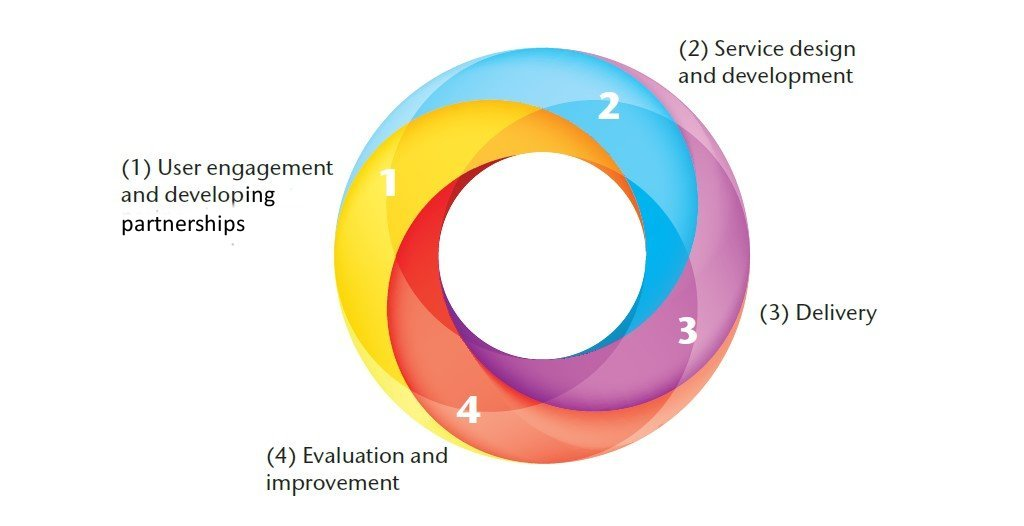 (1) User engagement
and developing
partnerships
1
(2) Service design
and development
2
(3) Delivery
3
(4) Evaluation and
improvement
4